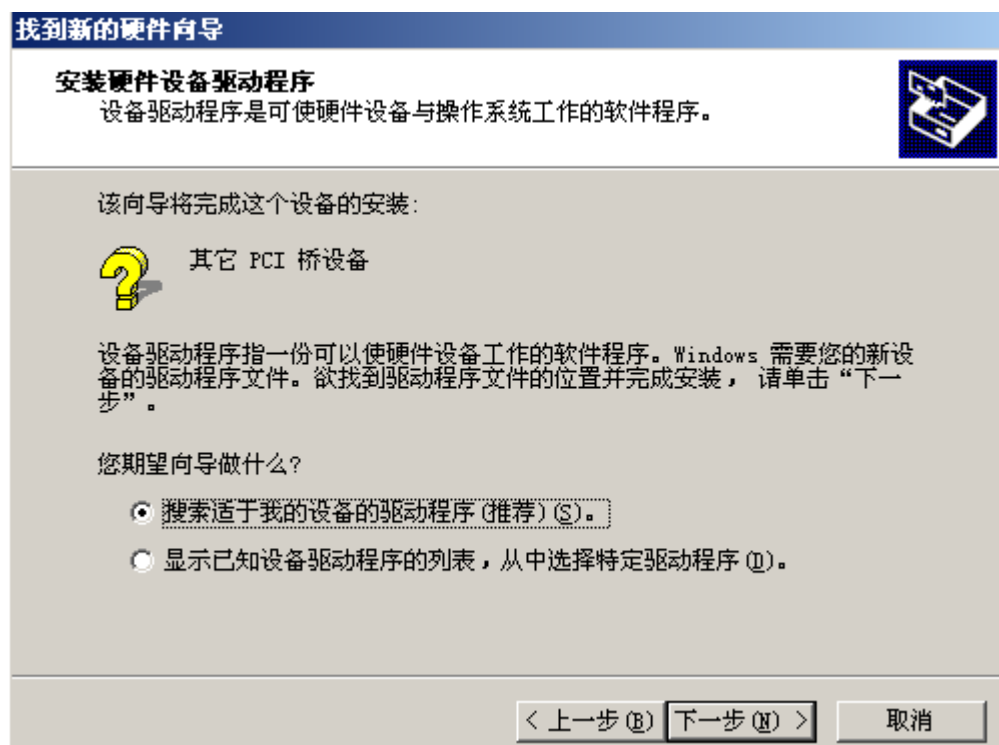 找到新的硬件向导
安装硬件设备驱动程序
设备驱动程序是可使硬件设备与操作系统工作的软件程序。
该向导将完成这个设备的安装:
其它 PCI 桥设备
设备驱动程序指一份可以使硬件设备工作的软件程序。Windows 需要您的新设
备的驱动程序文件。欲找到驱动程序文件的位置并完成安装， 请单击“下一
步”。
您期望向导做什么?
搜索适于我的设备的驱动程序(推荐)(S)。
显示已知设备驱动程序的列表，从中选择特定驱动程序(D)。
< 上一步(B) 下一步(N) > 取消